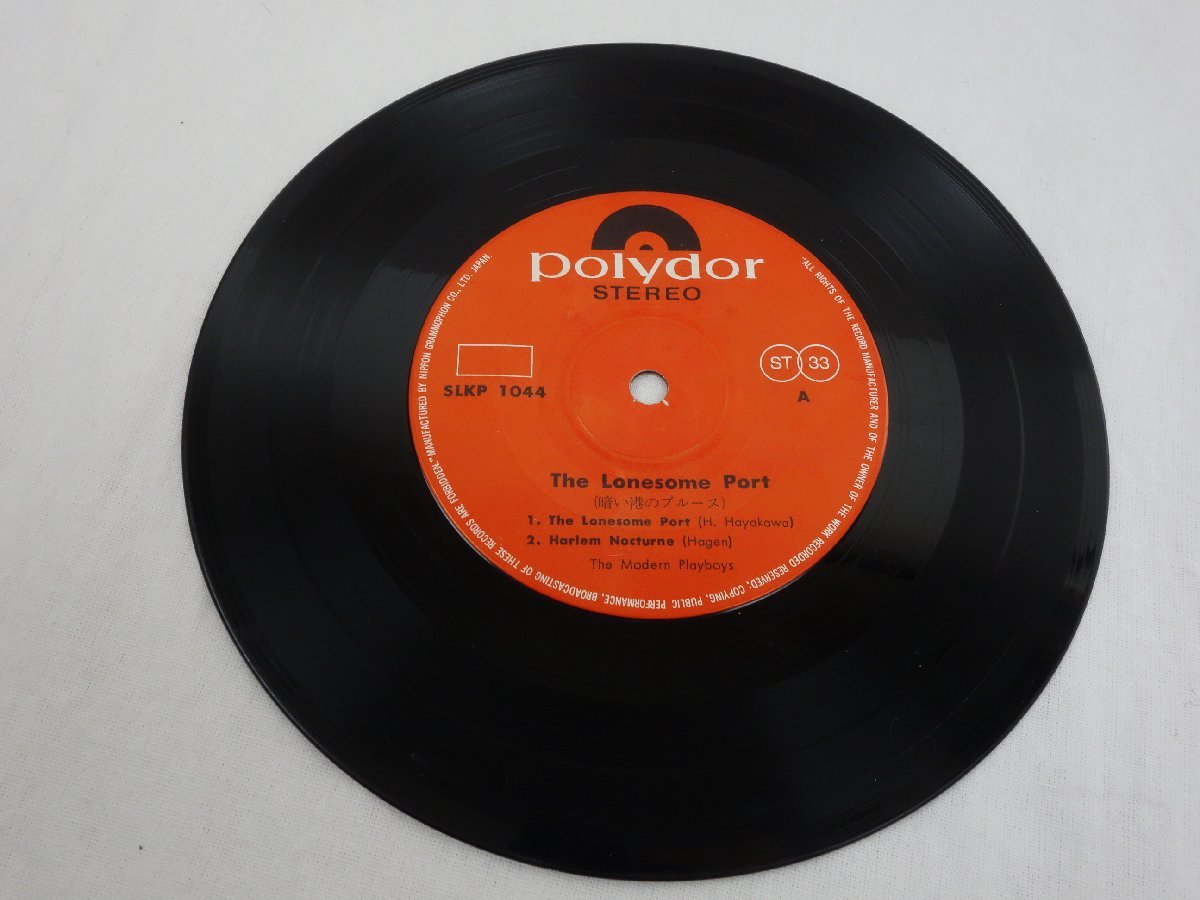 polydor
STEREO
SLKP 1044
ST 33
A
The Lonesome Port
(暗い港のブルース)
1. The Lonesome Port (H. Hayakawa)
2. Harlem Nocturne (Hagen)
The Modern Playboys
"ALL RIGHTS OF THE RECORD MANUFACTURER AND OF THE OWNER OF THE WORK RECORDED RESERVED, COPYING, PUBLIC PERFORMANCE, BROADCASTING OF THESE RECORDS ARE FORBIDDEN" MANUFACTURED BY NIPPON GRAMMOPHON CO., LTD. JAPAN.